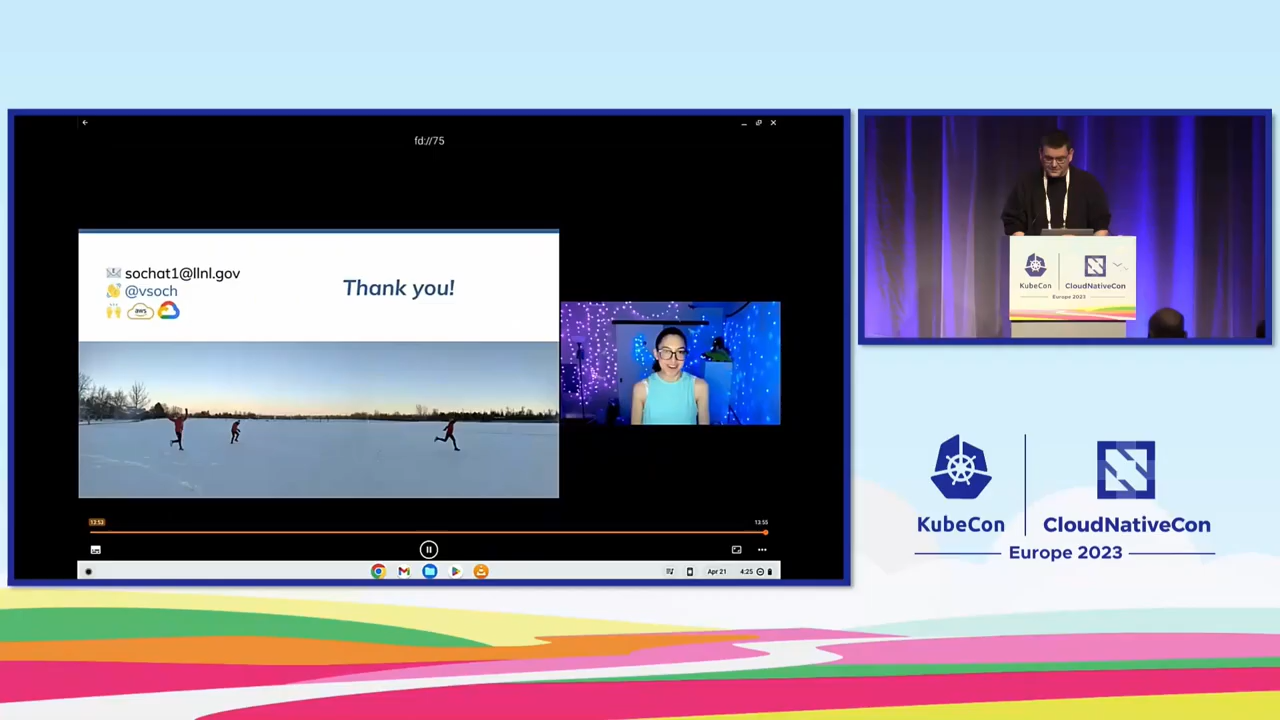 fd://75
sochat1@llnl.gov
@vsoch
aws
Thank you!
13:53
13:55
Apr 21
4:25
KubeCon
CloudNativeCon
Europe 2023
KubeCon
CloudNativeCon
Europe 2023